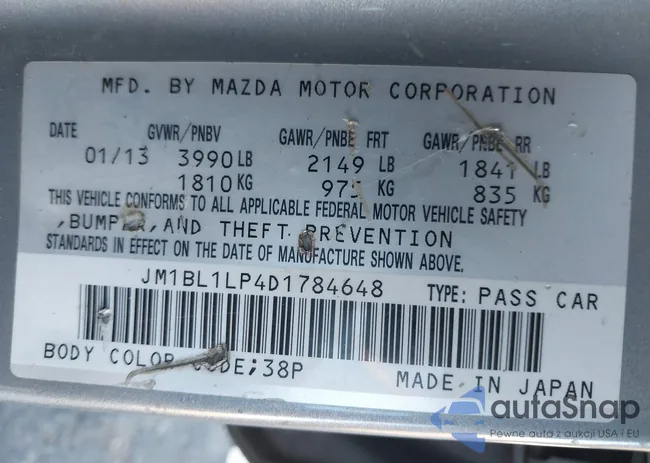 MFD. BY MAZDA MOTOR CORPORATION
DATE GVWR/PNBV GAWR/PNBE FRT GAWR/PNBE RR
01/13 3990 LB 2149 LB 1841 LB
1810 KG KG 835 KG
THIS VEHICLE CONFORMS TO ALL APPLICABLE FEDERAL MOTOR VEHICLE SAFETY
,BUMPER,AND THEFT PREVENTION
STANDARDS IN EFFECT ON THE DATE OF MANUFACTURE SHOWN ABOVE.
JM1BL1LP4D1784648 TYPE: PASS CAR
BODY COLOR CODE;38P
MADE IN JAPAN
autoSnap
Pewne auta z aukcji USA i EU